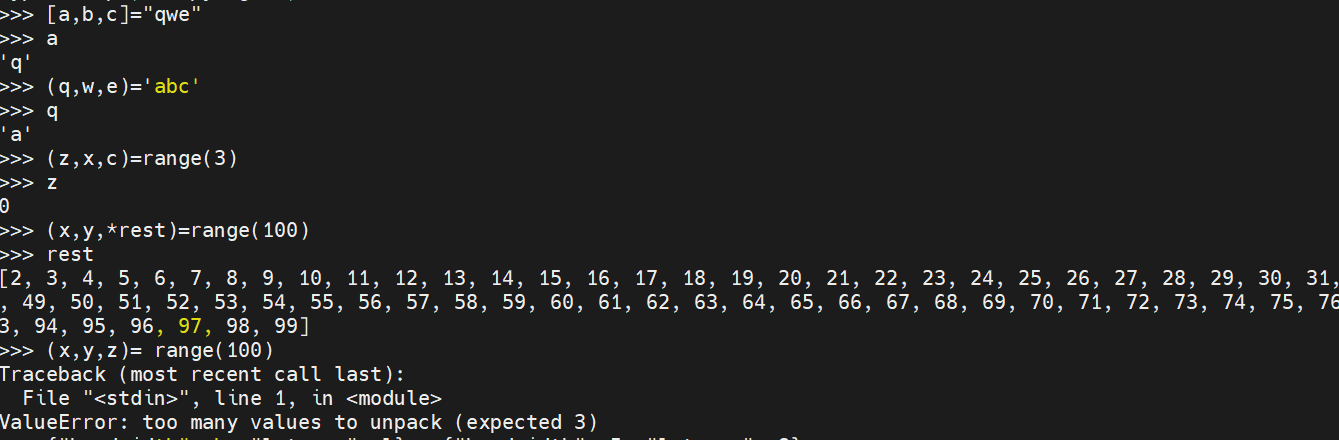 >>> [a,b,c]="qwe"
>>> a
'q'
>>> (q,w,e)='abc'
>>> q
'a'
>>> (z,x,c)=range(3)
>>> z
0
>>> (x,y,*rest)=range(100)
>>> rest
[2, 3, 4, 5, 6, 7, 8, 9, 10, 11, 12, 13, 14, 15, 16, 17, 18, 19, 20, 21, 22, 23, 24, 25, 26, 27, 28, 29, 30, 31,
, 49, 50, 51, 52, 53, 54, 55, 56, 57, 58, 59, 60, 61, 62, 63, 64, 65, 66, 67, 68, 69, 70, 71, 72, 73, 74, 75, 76
3, 94, 95, 96, 97, 98, 99]
>>> (x,y,z)= range(100)
Traceback (most recent call last):
  File "<stdin>", line 1, in <module>
ValueError: too many values to unpack (expected 3)